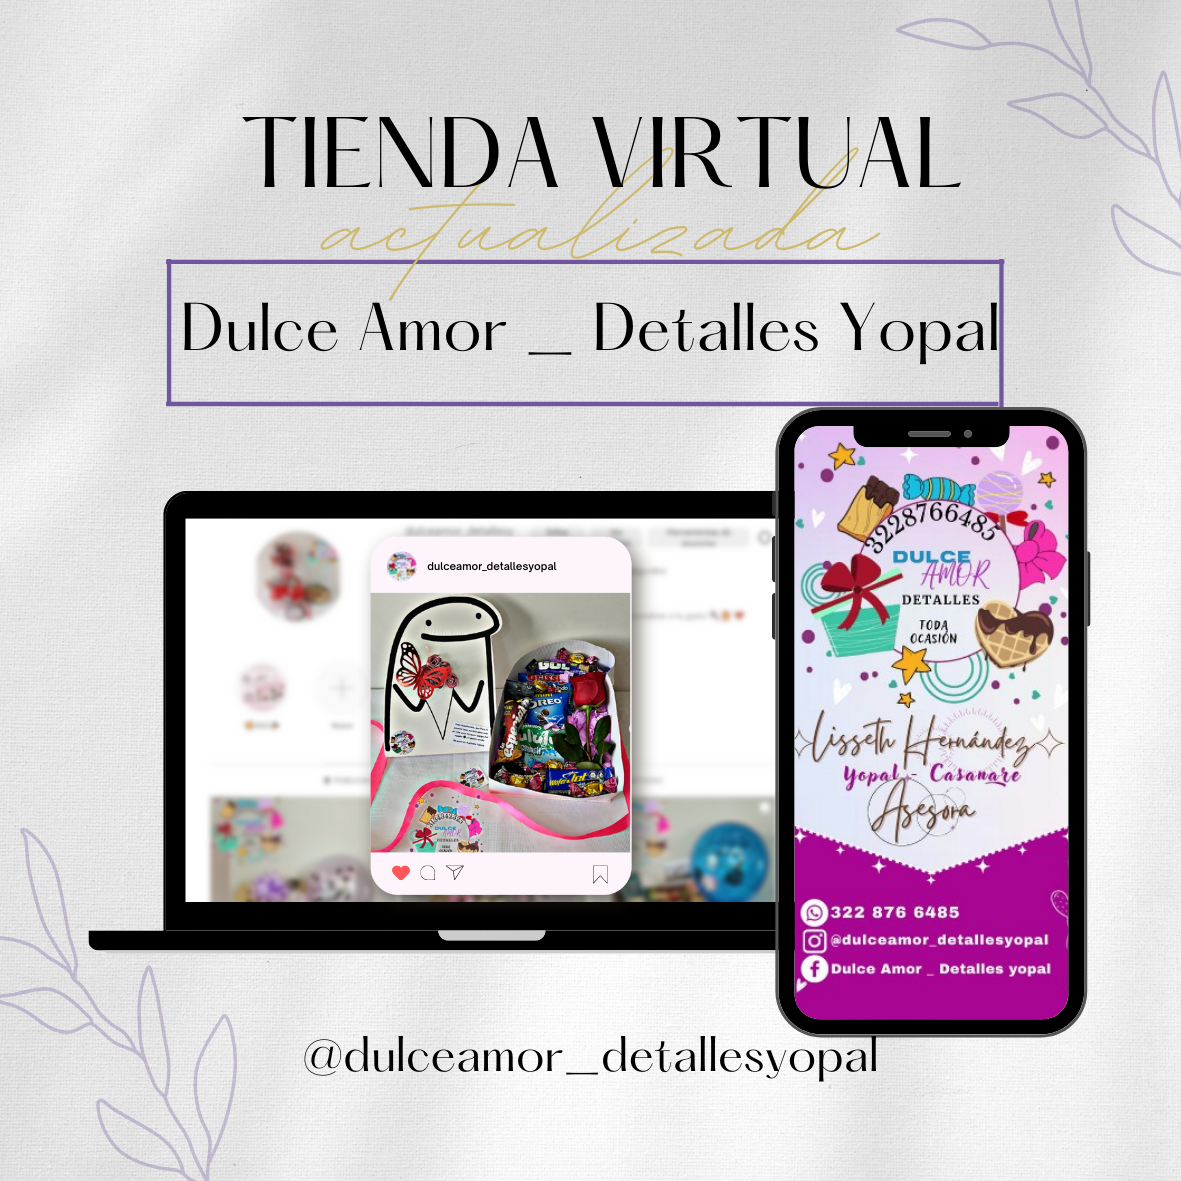 TIENDA VIRTUAL
actualizada
Dulce Amor _ Detalles Yopal
dulceamor_detallesyopal
OREO
3228766485
DULCE
AMOR
DETALLES
TODA
OCASIÓN
Lisseth Hernández
Yopal - Casanare
Asesora
322 876 6485
@dulceamor_detallesyopal
Dulce Amor _ Detalles yopal
@dulceamor_detallesyopal